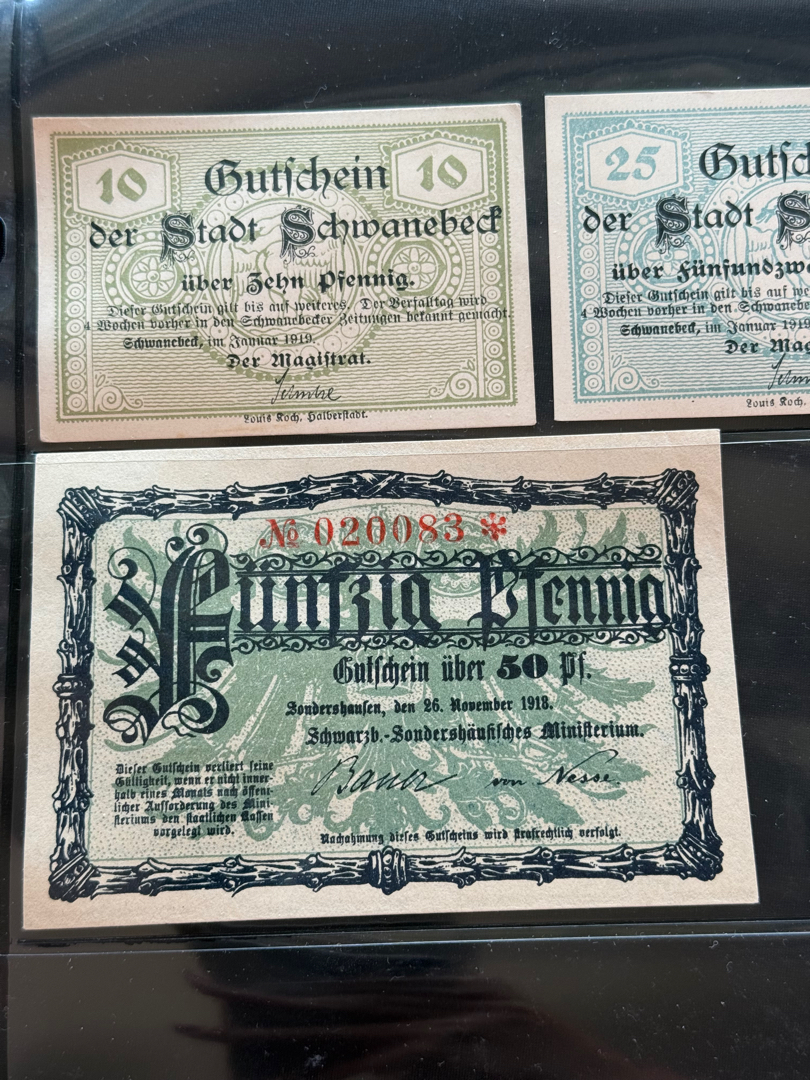 10 Gutschein 10
der Stadt Schwanebeck
über Zehn Pfennig.
Dieser Gutschein gilt bis auf weiteres. Der Verfalltag wird
4 Wochen vorher in den Schwanebecker Zeitungen bekannt gemacht.
Schwanebeck, im Januar 1919.
Der Magistrat.
Louis Koch, Halberstadt.
25 Gutsch
der Stadt S
über Fünfundzwa
Dieser Gutschein gilt bis auf we
4 Wochen vorher in den Schwanebe
Schwanebeck, im Januar 1919
Der Mag
Louis Koch,
№ 020083 *
Fünfzig Pfennig
Gutschein über 50 Pf.
Sondershausen, den 26. November 1918.
Schwarzb.-Sondershäusisches Ministerium.
Bauer von Nesse
Dieser Gutschein verliert seine
Gültigkeit, wenn er nicht inner-
halb eines Monats nach öffent-
licher Aufforderung des Mini-
steriums den staatlichen Kassen
vorgelegt wird.
Nachahmung dieses Gutscheins wird strafrechtlich verfolgt.